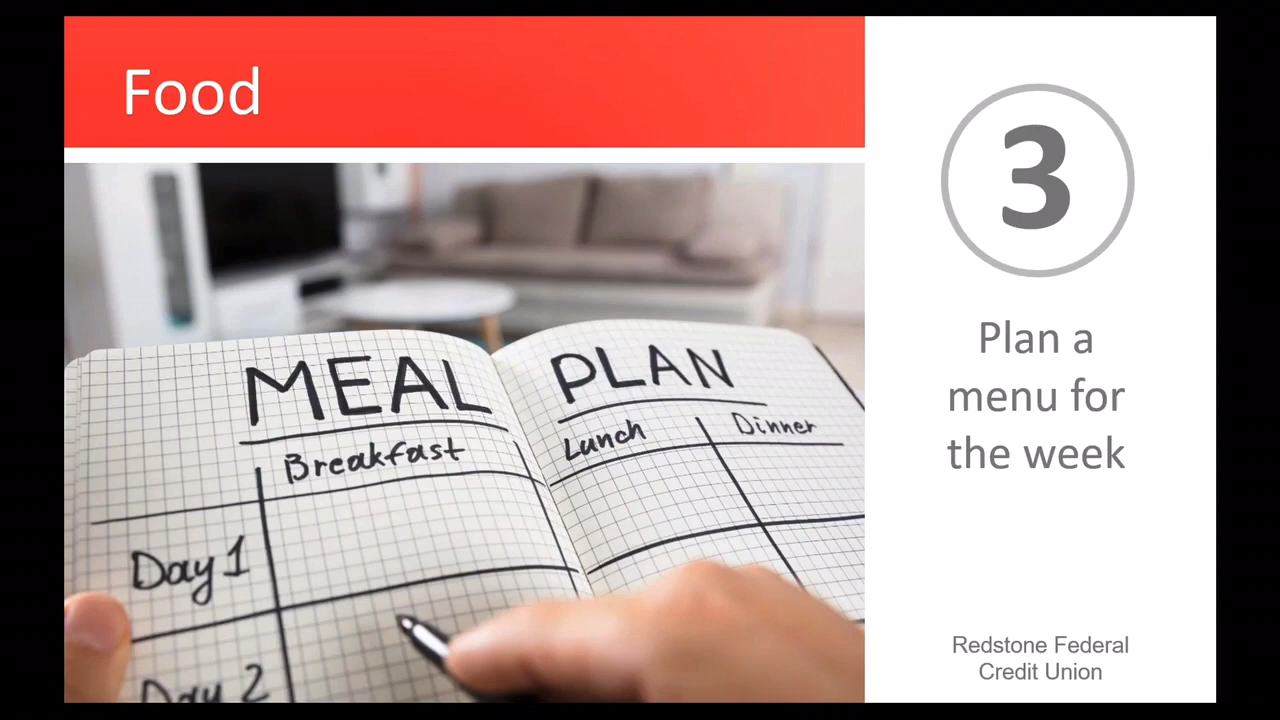 Food
3
Plan a
menu for
the week
MEAL PLAN
Breakfast
Lunch
Dinner
Day 1
Day 2
Redstone Federal
Credit Union